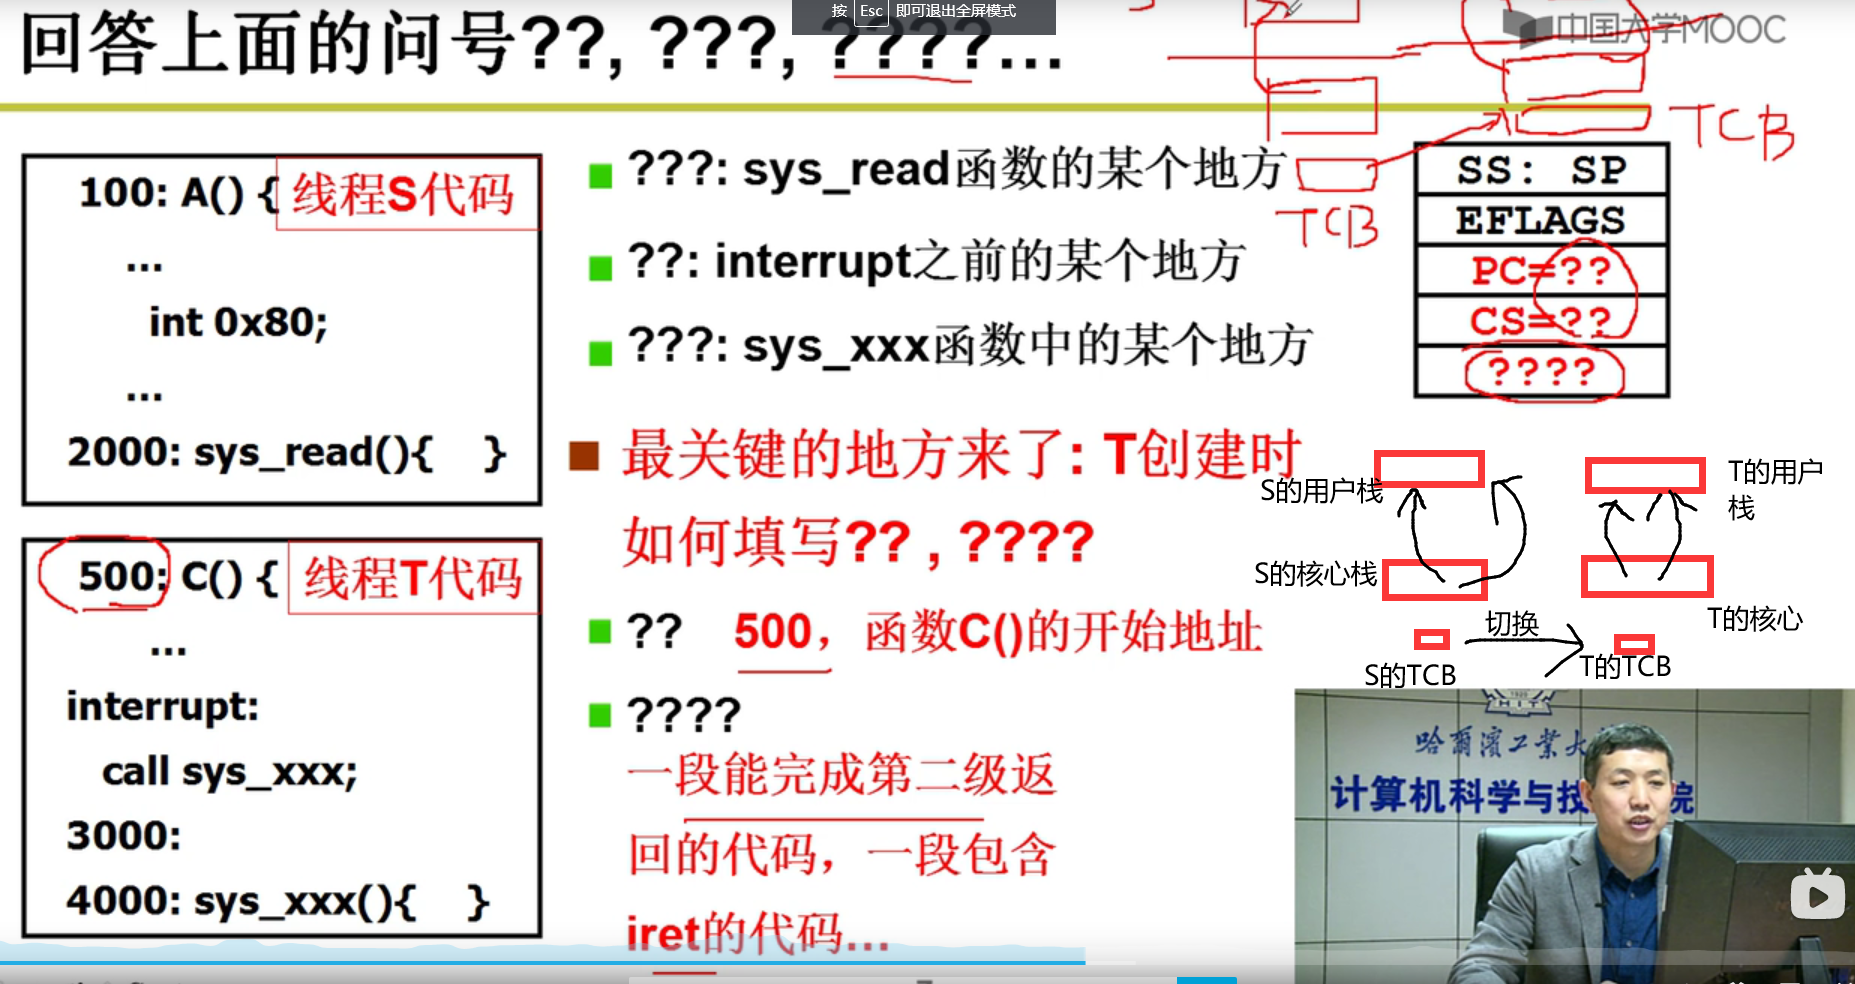 按 Esc 即可退出全屏模式
回答上面的问号??, ???, ????...
中国大学MOOC
TCB
TCB
100: A() {
线程S代码
...
int 0x80;
...
2000: sys_read(){ }
500: C() {
线程T代码
...
interrupt:
call sys_xxx;
3000:
4000: sys_xxx(){ }
???: sys_read函数的某个地方
??: interrupt之前的某个地方
???: sys_xxx函数中的某个地方
最关键的地方来了: T创建时
如何填写?? , ????
?? 500，函数C()的开始地址
????
一段能完成第二级返
回的代码，一段包含
iret的代码...
SS: SP
EFLAGS
PC=??
CS=??
????
S的用户栈
T的用户
栈
S的核心栈
T的核心
切换
S的TCB
T的TCB
HIT
计算机科学与技 院